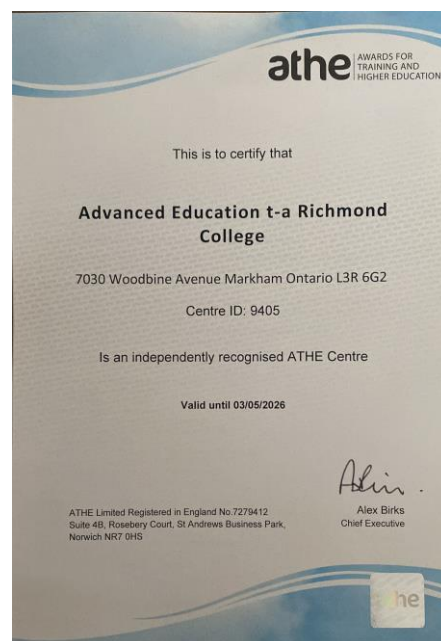 athe AWARDS FOR
TRAINING AND
HIGHER EDUCATION
This is to certify that
Advanced Education t-a Richmond
College
7030 Woodbine Avenue Markham Ontario L3R 6G2
Centre ID: 9405
Is an independently recognised ATHE Centre
Valid until 03/05/2026
Alex Birks
Chief Executive
ATHE Limited Registered in England No.7279412
Suite 4B, Rosebery Court, St Andrews Business Park,
Norwich NR7 0HS